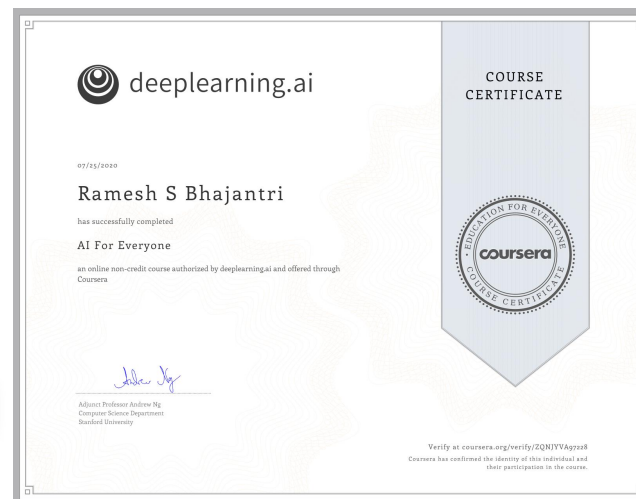 deeplearning.ai
COURSE
CERTIFICATE
07/25/2020
Ramesh S Bhajantri
has successfully completed
AI For Everyone
an online non-credit course authorized by deeplearning.ai and offered through
Coursera
EDUCATION FOR EVERYONE
coursera
COURSE CERTIFICATE
Andrew Ng
Adjunct Professor Andrew Ng
Computer Science Department
Stanford University
Verify at coursera.org/verify/ZQNJYVA97228
Coursera has confirmed the identity of this individual and
their participation in the course.